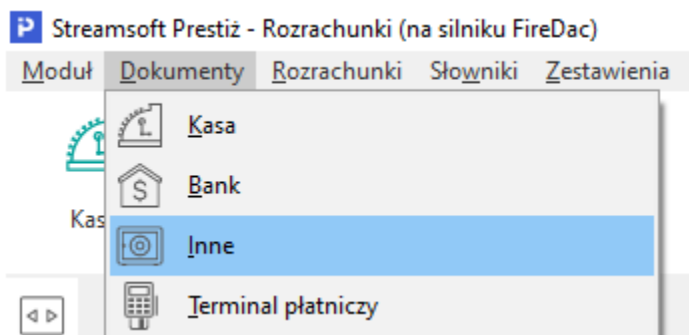 Streamsoft Prestiż - Rozrachunki (na silniku FireDac)
Moduł Dokumenty Rozrachunki Słowniki Zestawienia
Kasa
Bank
Kas
Inne
Terminal płatniczy